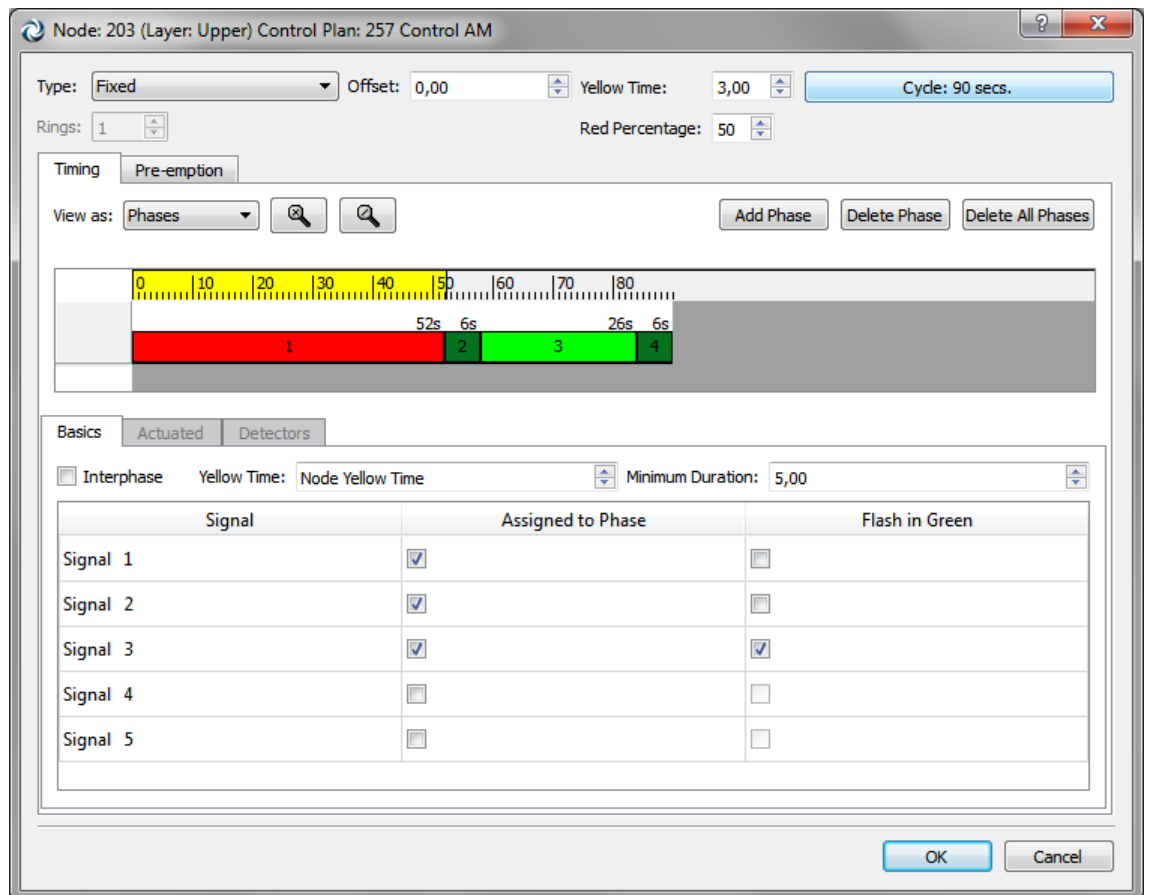 Node: 203 (Layer: Upper) Control Plan: 257 Control AM
Type: Fixed Offset: 0,00 Yellow Time: 3,00 Cycle: 90 secs.
Rings: 1 Red Percentage: 50
Timing Pre-emption
View as: Phases Add Phase Delete Phase Delete All Phases
0 10 20 30 40 50 60 70 80
52s 6s 26s 6s
1 2 3 4
Basics Actuated Detectors
Interphase Yellow Time: Node Yellow Time Minimum Duration: 5,00
Signal Assigned to Phase Flash in Green
Signal 1
Signal 2
Signal 3
Signal 4
Signal 5
OK Cancel